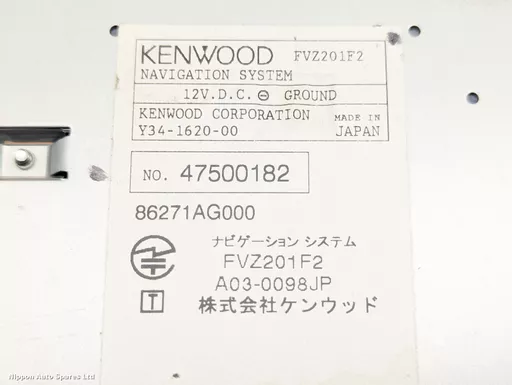 KENWOOD FVZ201F2
NAVIGATION SYSTEM
12V.D.C. ⊖ GROUND
KENWOOD CORPORATION MADE IN
Y34-1620-00 JAPAN
NO. 47500182
86271AG000
ナビゲーション システム
FVZ201F2
A03-0098JP
T 株式会社ケンウッド
Nippon Auto Spares Ltd